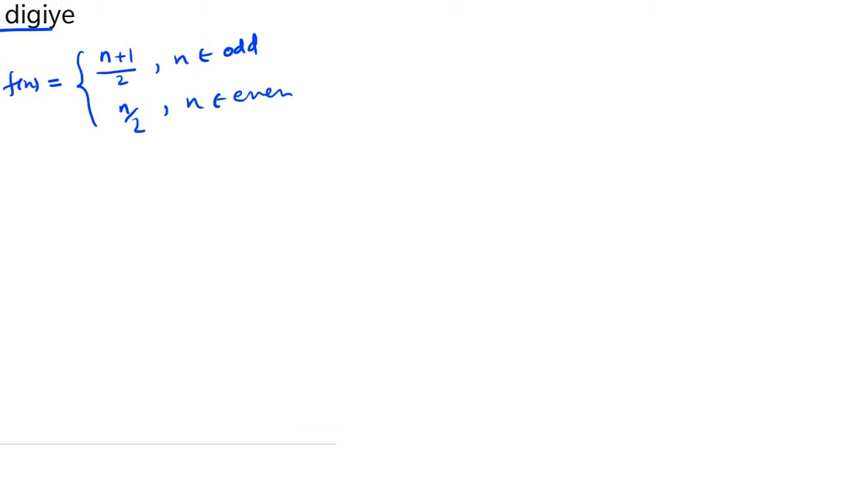 digiye
f(n) = { n+1/2 , n ∈ odd
n/2 , n ∈ even